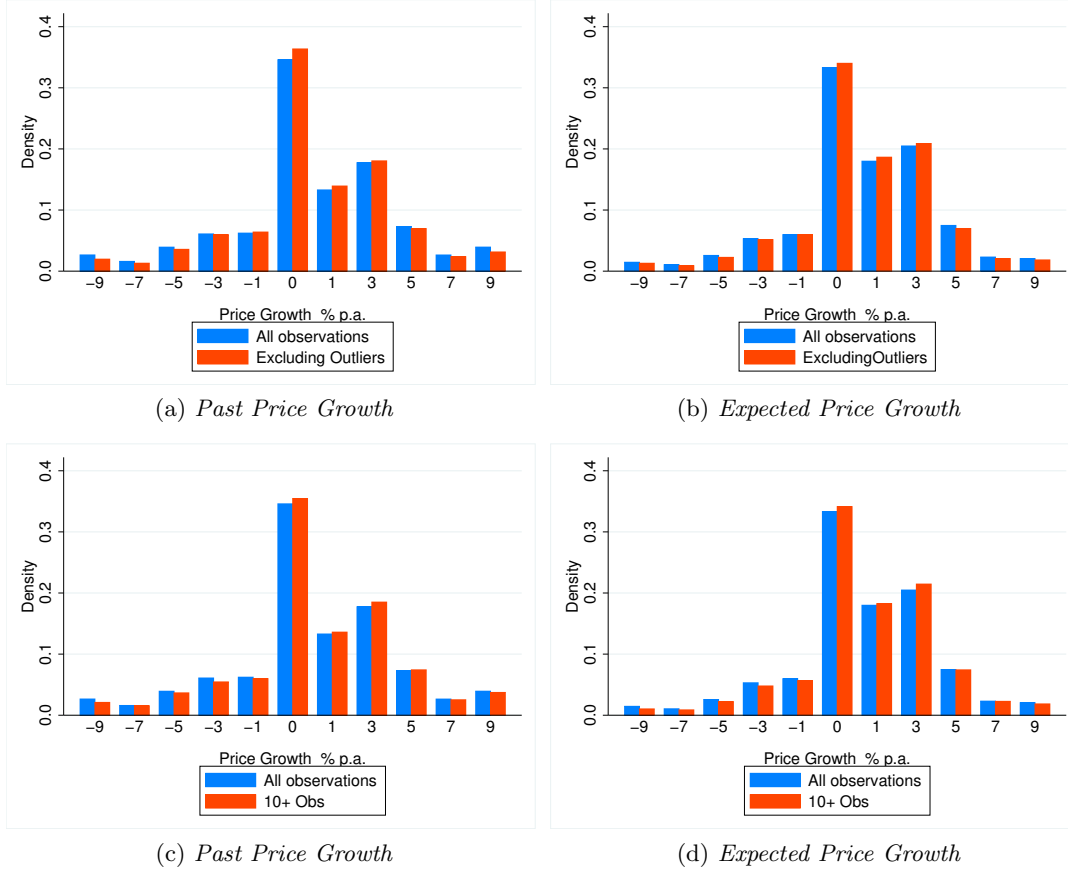 0.4
0.3
0.2
0.1
0.0
Density
−9 −7 −5 −3 −1 0 1 3 5 7 9
Price Growth % p.a.
All observations
Excluding Outliers
(a) Past Price Growth
0.4
0.3
0.2
0.1
0.0
Density
−9 −7 −5 −3 −1 0 1 3 5 7 9
Price Growth % p.a.
All observations
ExcludingOutliers
(b) Expected Price Growth
0.4
0.3
0.2
0.1
0.0
Density
−9 −7 −5 −3 −1 0 1 3 5 7 9
Price Growth % p.a.
All observations
10+ Obs
(c) Past Price Growth
0.4
0.3
0.2
0.1
0.0
Density
−9 −7 −5 −3 −1 0 1 3 5 7 9
Price Growth % p.a.
All observations
10+ Obs
(d) Expected Price Growth